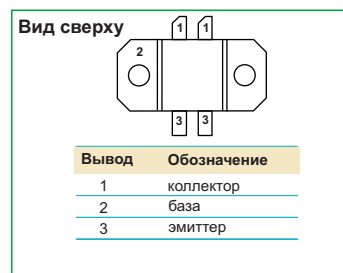 Вид сверху
1 1
2
3 3
Вывод Обозначение
1 коллектор
2 база
3 эмиттер